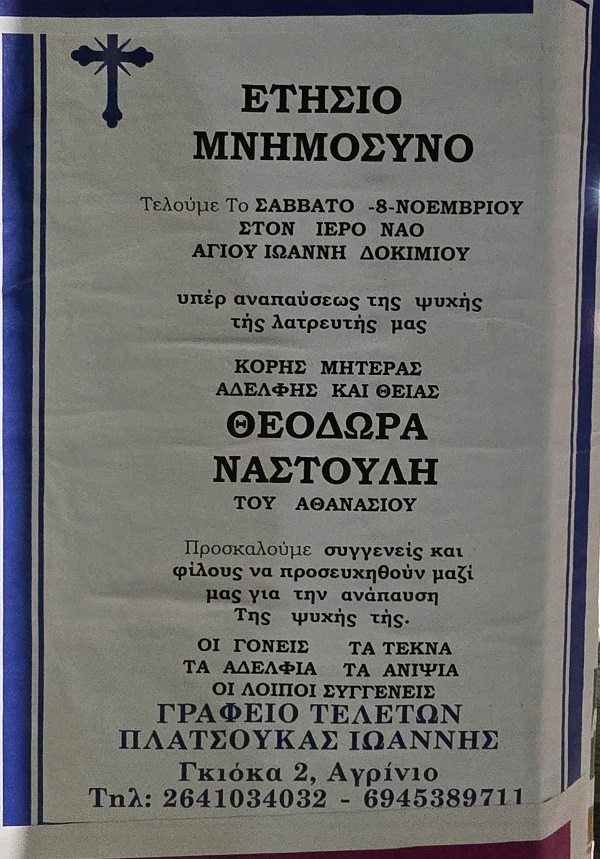 ΕΤΗΣΙΟ
ΜΝΗΜΟΣΥΝΟ
Τελούμε Το ΣΑΒΒΑΤΟ -8-ΝΟΕΜΒΡΙΟΥ
ΣΤΟΝ ΙΕΡΟ ΝΑΟ
ΑΓΙΟΥ ΙΩΑΝΝΗ ΔΟΚΙΜΙΟΥ
υπέρ αναπαύσεως της ψυχής
τής λατρευτής μας
ΚΟΡΗΣ ΜΗΤΕΡΑΣ
ΑΔΕΛΦΗΣ ΚΑΙ ΘΕΙΑΣ
ΘΕΟΔΩΡΑ
ΝΑΣΤΟΥΛΗ
ΤΟΥ ΑΘΑΝΑΣΙΟΥ
Προσκαλούμε συγγενείς και
φίλους να προσευχηθούν μαζί
μας για την ανάπαυση
Της ψυχής τής.
ΟΙ ΓΟΝΕΙΣ ΤΑ ΤΕΚΝΑ
ΤΑ ΑΔΕΛΦΙΑ ΤΑ ΑΝΙΨΙΑ
ΟΙ ΛΟΙΠΟΙ ΣΥΓΓΕΝΕΙΣ
ΓΡΑΦΕΙΟ ΤΕΛΕΤΩΝ
ΠΛΑΤΣΟΥΚΑΣ ΙΩΑΝΝΗΣ
Γκιόκα 2, Αγρίνιο
Τηλ: 2641034032 - 6945389711